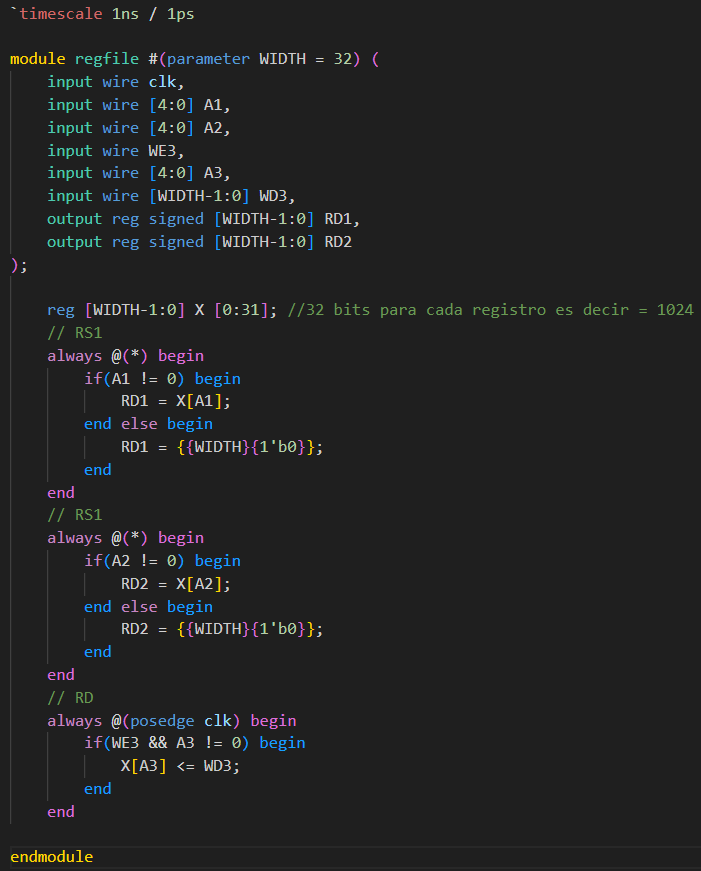 `timescale 1ns / 1ps

module regfile #(parameter WIDTH = 32) (
    input wire clk,
    input wire [4:0] A1,
    input wire [4:0] A2,
    input wire WE3,
    input wire [4:0] A3,
    input wire [WIDTH-1:0] WD3,
    output reg signed [WIDTH-1:0] RD1,
    output reg signed [WIDTH-1:0] RD2
);

    reg [WIDTH-1:0] X [0:31]; //32 bits para cada registro es decir = 1024
    // RS1
    always @(*) begin
        if(A1 != 0) begin
            RD1 = X[A1];
        end else begin
            RD1 = {{WIDTH}{1'b0}};
        end
    end
    // RS1
    always @(*) begin
        if(A2 != 0) begin
            RD2 = X[A2];
        end else begin
            RD2 = {{WIDTH}{1'b0}};
        end
    end
    // RD
    always @(posedge clk) begin
        if(WE3 && A3 != 0) begin
            X[A3] <= WD3;
        end
    end

endmodule